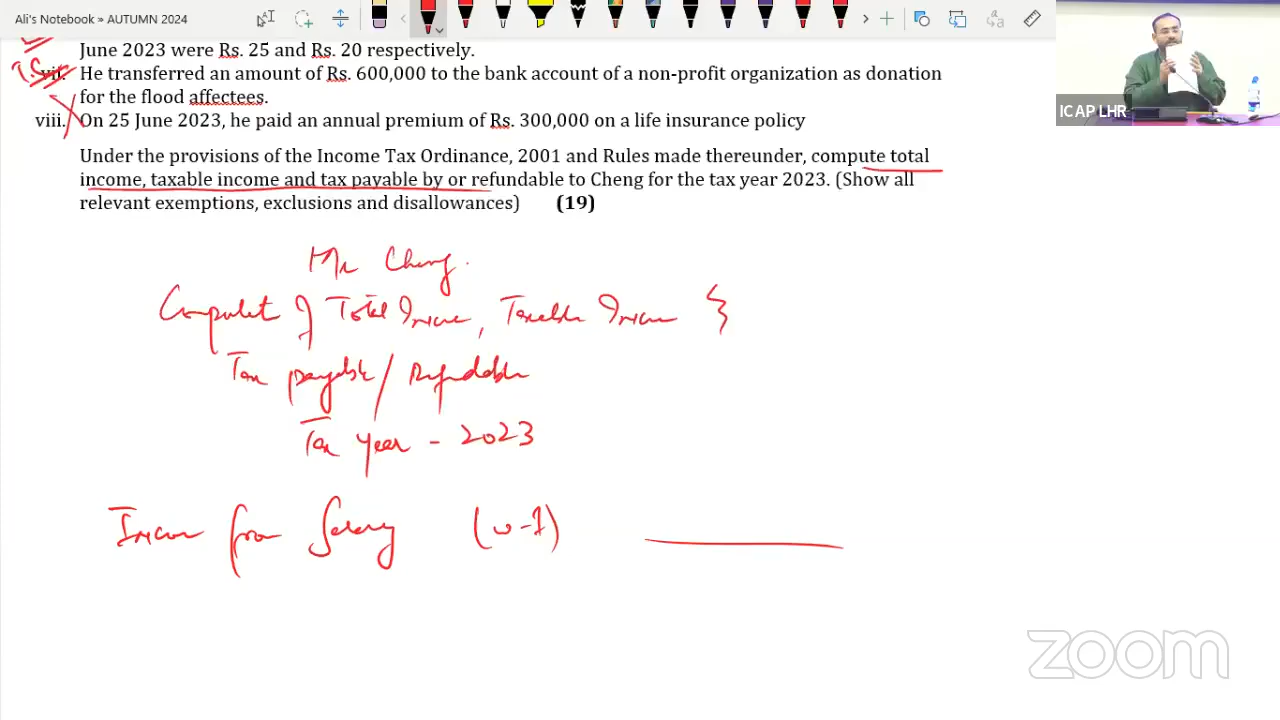 Ali's Notebook » AUTUMN 2024
June 2023 were Rs. 25 and Rs. 20 respectively.
vii. He transferred an amount of Rs. 600,000 to the bank account of a non-profit organization as donation
for the flood affectees.
viii. On 25 June 2023, he paid an annual premium of Rs. 300,000 on a life insurance policy
Under the provisions of the Income Tax Ordinance, 2001 and Rules made thereunder, compute total
income, taxable income and tax payable by or refundable to Cheng for the tax year 2023. (Show all
relevant exemptions, exclusions and disallowances) (19)
Mr Cheng.
Computat of Total Income, Taxable Income }
Tax payable/ Refundable
Tax year - 2023
Income from Salary (w-1)
ICAP LHR
zoom